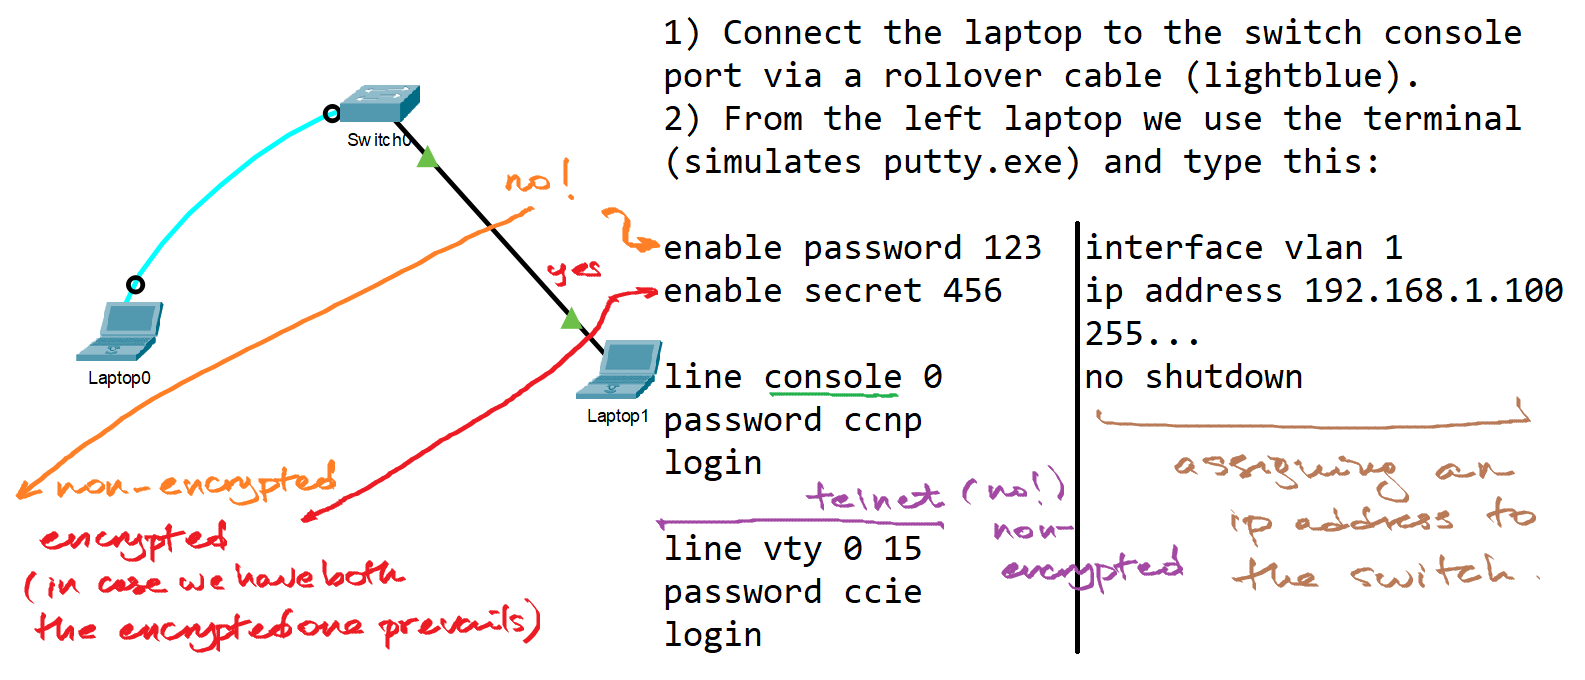 1) Connect the laptop to the switch console
port via a rollover cable (lightblue).
2) From the left laptop we use the terminal
(simulates putty.exe) and type this:
Switch0
no!
enable password 123
yes
enable secret 456
Laptop0
Laptop1
line console 0
password ccnp
login
non-encrypted
encrypted
(in case we have both
the encrypted one prevails)
telnet (no!)
non-
encrypted
line vty 0 15
password ccie
login
interface vlan 1
ip address 192.168.1.100
255...
no shutdown
assigning an
ip address to
the switch.